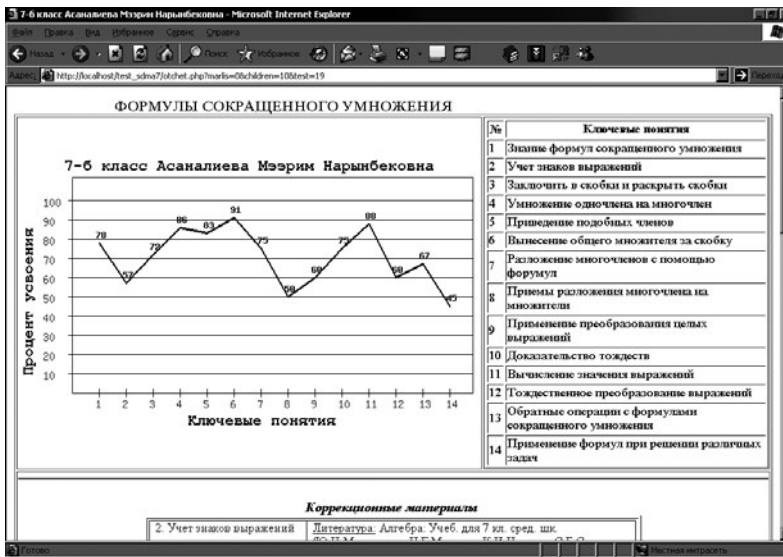 7-б класс Асаналиева Мээрим Нарынбековна - Microsoft Internet Explorer
Файл Правка Вид Избранное Сервис Справка
Назад Поиск Избранное
Адрес: http://localhost/test_sdma7/otchet.php?marlis=0&children=10&test=19 Переход
ФОРМУЛЫ СОКРАЩЕННОГО УМНОЖЕНИЯ
7-б класс Асаналиева Мээрим Нарынбековна
Процент усвоения
100
90
80
70
60
50
40
30
20
10
78 57 86 83 91 75 50 60 75 88 60 67 45
1 2 3 4 5 6 7 8 9 10 11 12 13 14
Ключевые понятия
№ Ключевые понятия
1 Знание формул сокращенного умножения
2 Учет знаков выражений
3 Заключить в скобки и раскрыть скобки
4 Умножение одночлена на многочлен
5 Приведение подобных членов
6 Вынесение общего множителя за скобку
7 Разложение многочленов с помощью
форумул
8 Приемы разложения многочлена на
множители
9 Применение преобразования целых
выражений
10 Доказательство тождеств
11 Вычисление значения выражений
12 Тождественное преобразование выражений
13 Обратные операции с формулами
сокращенного умножения
14 Применение формул при решении различных
задач
Коррекционные материалы
2. Учет знаков выражений Литература: Алгебра: Учеб. для 7 кл. сред. шк.
Готово Местная интрасеть